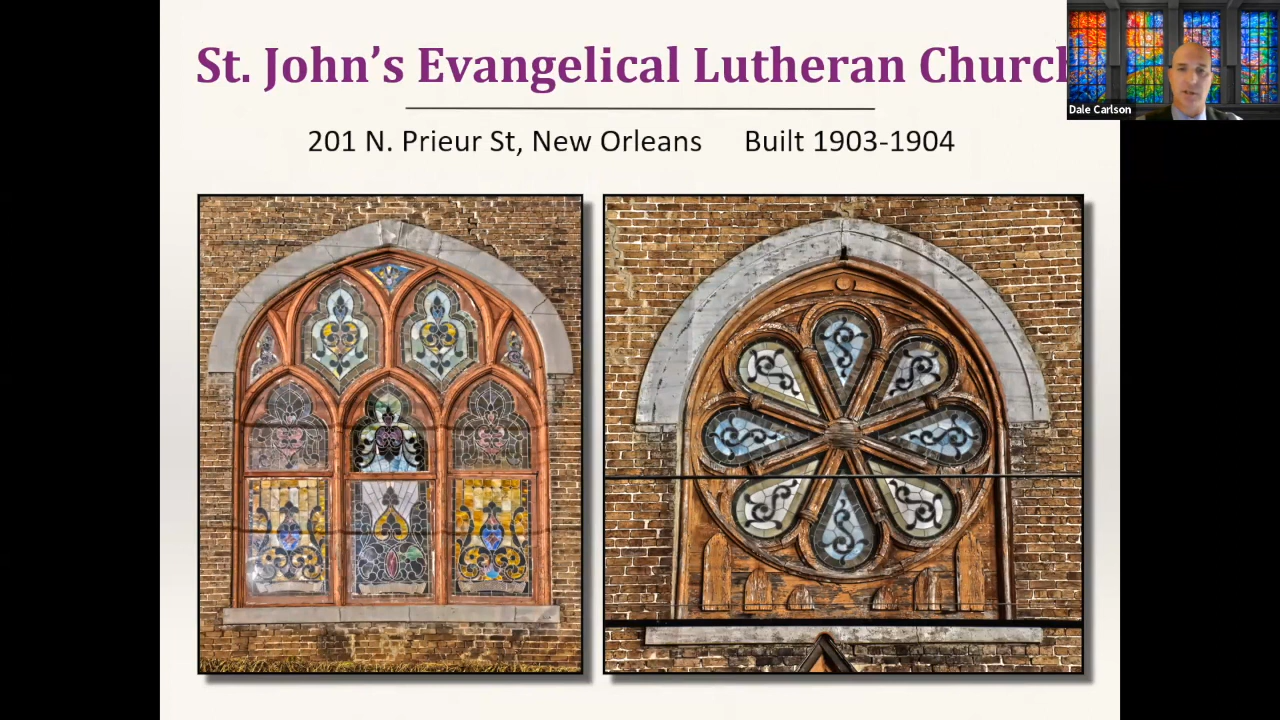 St. John's Evangelical Lutheran Church
201 N. Prieur St, New Orleans Built 1903-1904
Dale Carlson